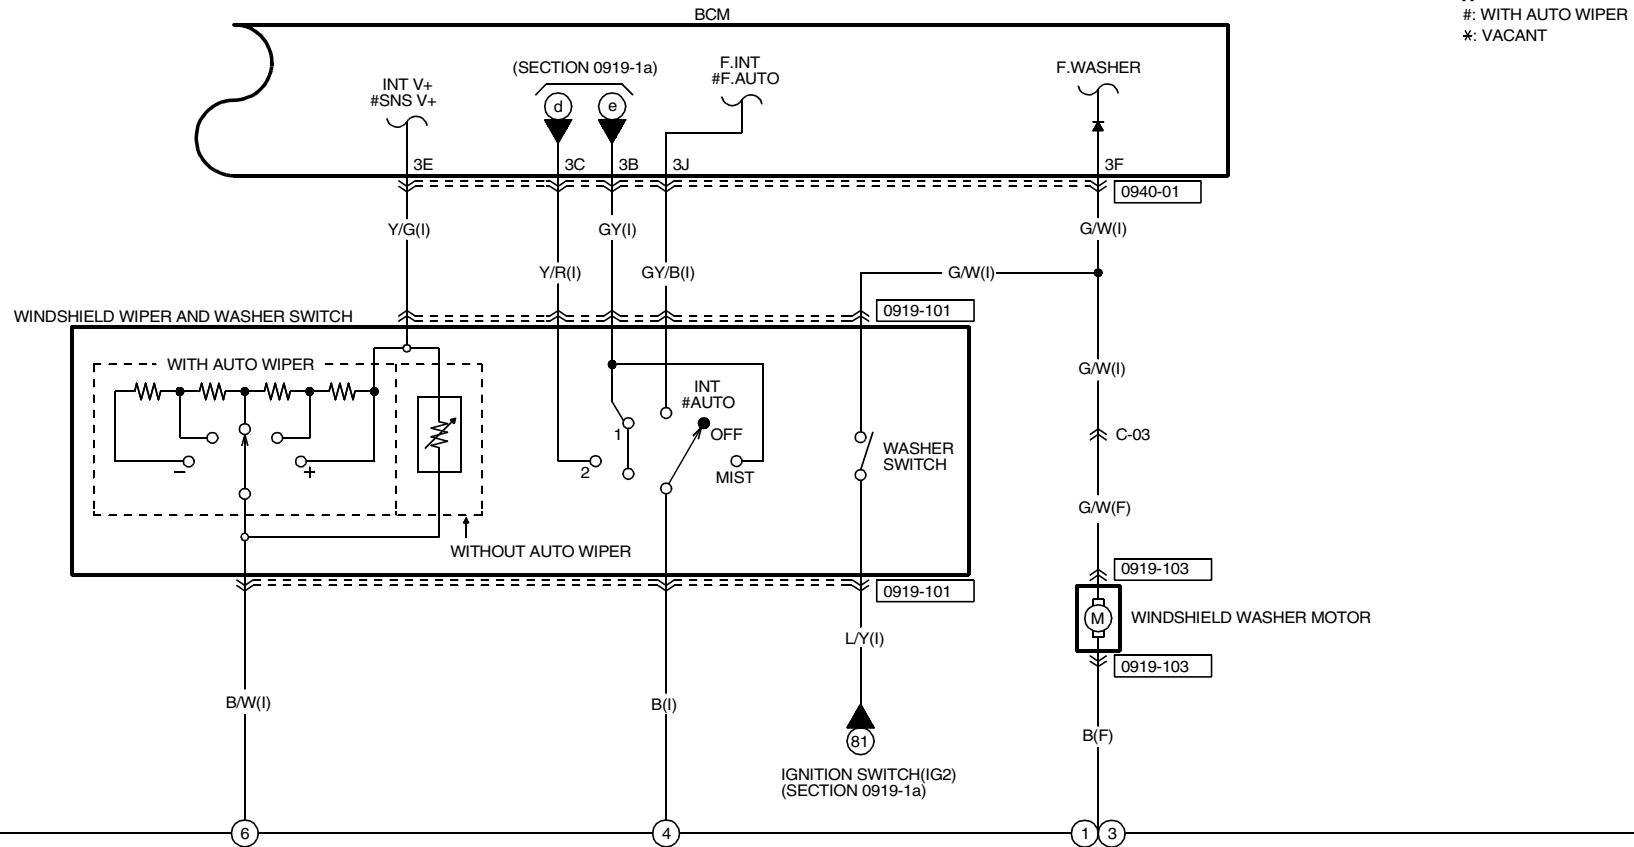 BCM
#: WITH AUTO WIPER
*: VACANT
(SECTION 0919-1a)
F.INT
#F.AUTO
F.WASHER
INT V+
#SNS V+
d
e
3E
3C
3B
3J
3F
0940-01
Y/G(I)
GY(I)
G/W(I)
Y/R(I)
GY/B(I)
G/W(I)
WINDSHIELD WIPER AND WASHER SWITCH
0919-101
WITH AUTO WIPER
G/W(I)
INT
#AUTO
OFF
1
C-03
WASHER
SWITCH
−
+
2
MIST
G/W(F)
WITHOUT AUTO WIPER
0919-103
0919-101
M
WINDSHIELD WASHER MOTOR
L/Y(I)
0919-103
B/W(I)
B(I)
B(F)
81
IGNITION SWITCH(IG2)
(SECTION 0919-1a)
6
4
1
3